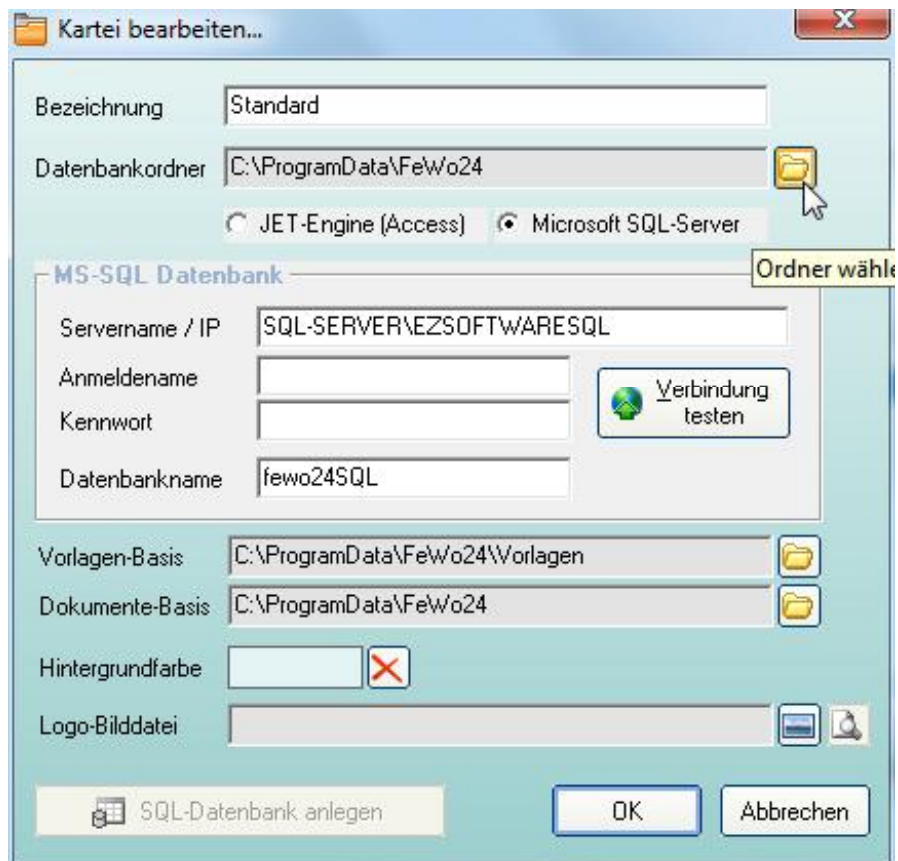 Kartei bearbeiten...
Bezeichnung Standard
Datenbankordner C:\ProgramData\FeWo24
JET-Engine (Access) Microsoft SQL-Server
Ordner wähle
MS-SQL Datenbank
Servername / IP SQL-SERVER\EZSOFTWARESQL
Anmeldename
Verbindung
testen
Kennwort
Datenbankname fewo24SQL
Vorlagen-Basis C:\ProgramData\FeWo24\Vorlagen
Dokumente-Basis C:\ProgramData\FeWo24
Hintergrundfarbe
Logo-Bilddatei
SQL-Datenbank anlegen OK Abbrechen